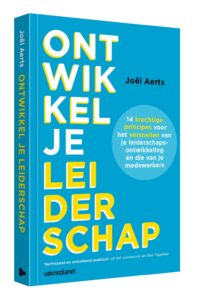 Joël Aerts
ONTWIKKEL JE LEIDERSCHAP
ONT
WIK
KEL
JE
LEI
DER
SCHAP
Joël Aerts
14 krachtige
principes voor
het versnellen van
je leiderschaps-
ontwikkeling
én die van je
medewerkers
'Verfrissend en ontzettend praktisch' uit het voorwoord van Ben Tiggelaar
vakmedianet